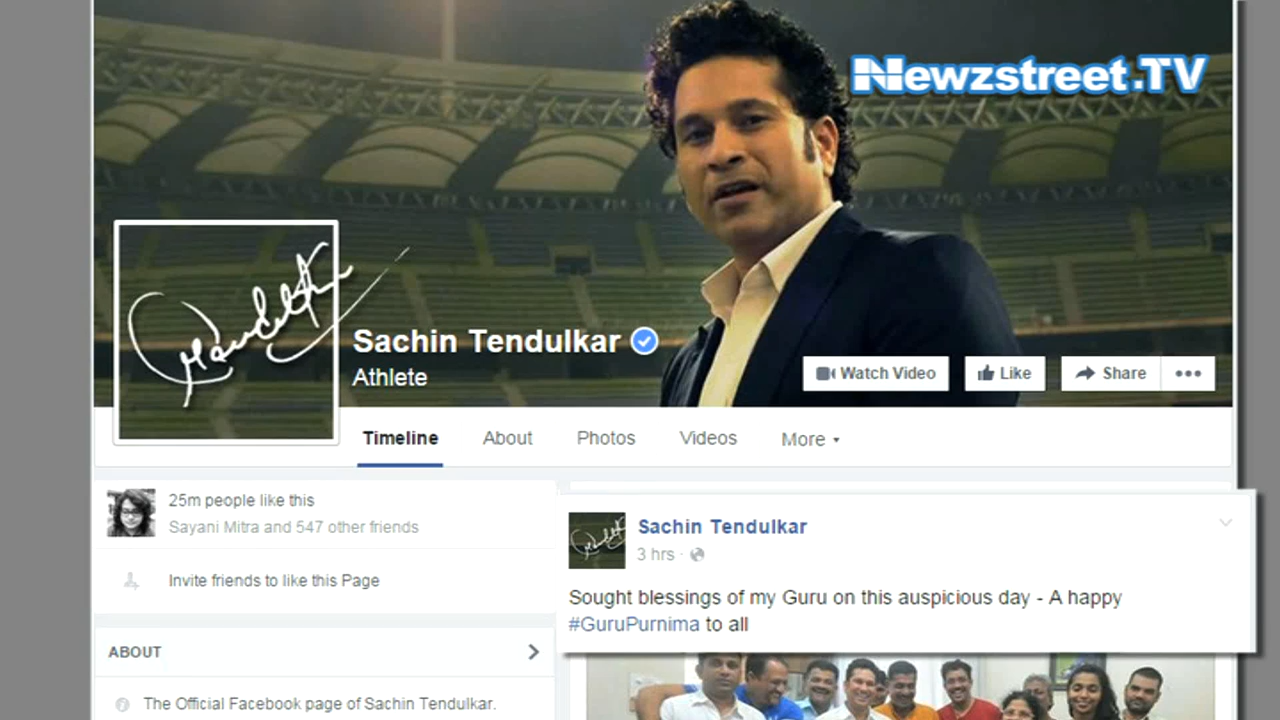 Newzstreet.TV
Sachin Tendulkar
Athlete
Watch Video
Like
Share
Timeline
About
Photos
Videos
More
25m people like this
Sayani Mitra and 547 other friends
Invite friends to like this Page
ABOUT
The Official Facebook page of Sachin Tendulkar.
Sachin Tendulkar
3 hrs ·
Sought blessings of my Guru on this auspicious day - A happy
#GuruPurnima to all